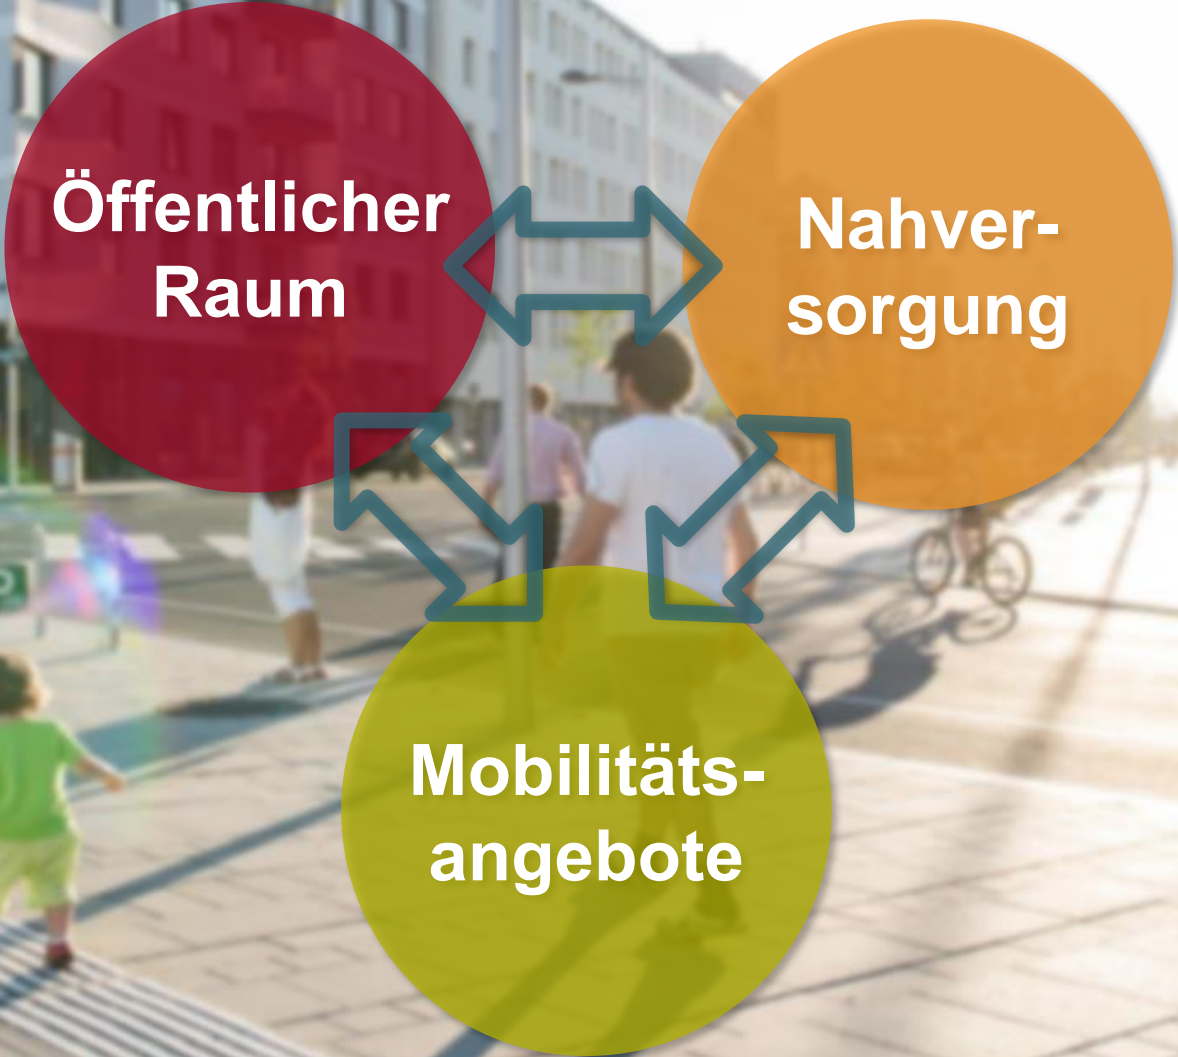 Öffentlicher
Raum
Nahver-
sorgung
Mobilitäts-
angebote